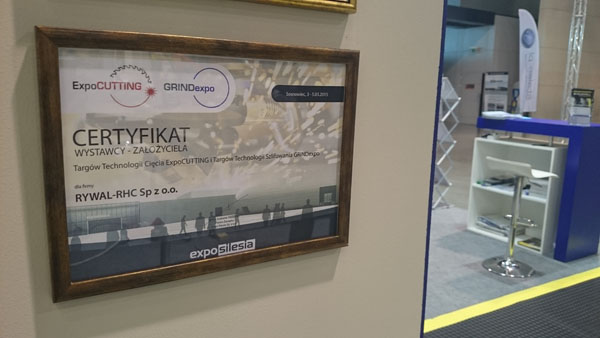 ExpoCUTTING
GRINDexpo
CERTYFIKAT
WYSTAWCY - ZAŁOŻYCIELA
Targów Technologii Cięcia ExpoCUTTING i Targów Technologii Szlifowania GRINDexpo
dla firmy
RYWAL-RHC Sp z o.o.
exposilesia